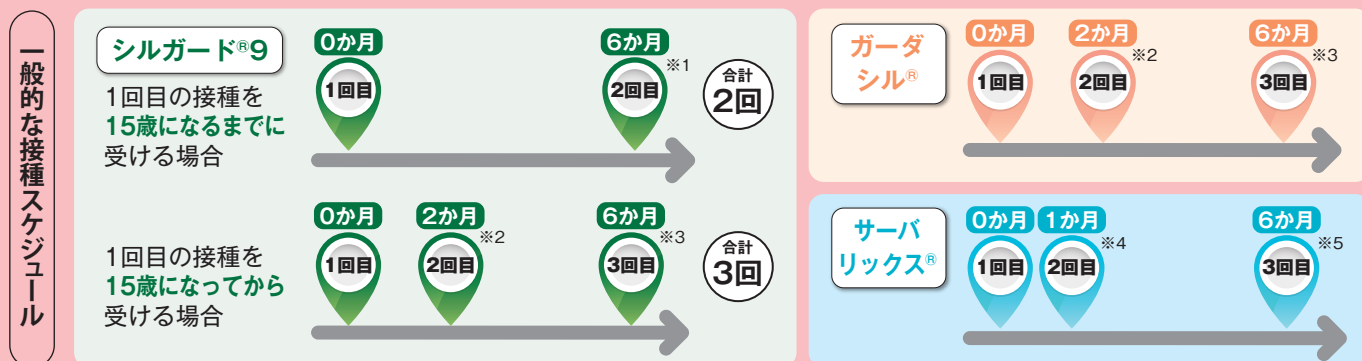 一般的な接種スケジュール
シルガード®9
1回目の接種を
15歳になるまでに
受ける場合
0か月
1回目
6か月
※1
2回目
合計
2回
1回目の接種を
15歳になってから
受ける場合
0か月
1回目
2か月
※2
2回目
6か月
※3
3回目
合計
3回
ガーダ
シル®
0か月
1回目
2か月
※2
2回目
6か月
※3
3回目
サーバ
リックス®
0か月
1回目
1か月
※4
2回目
6か月
※5
3回目